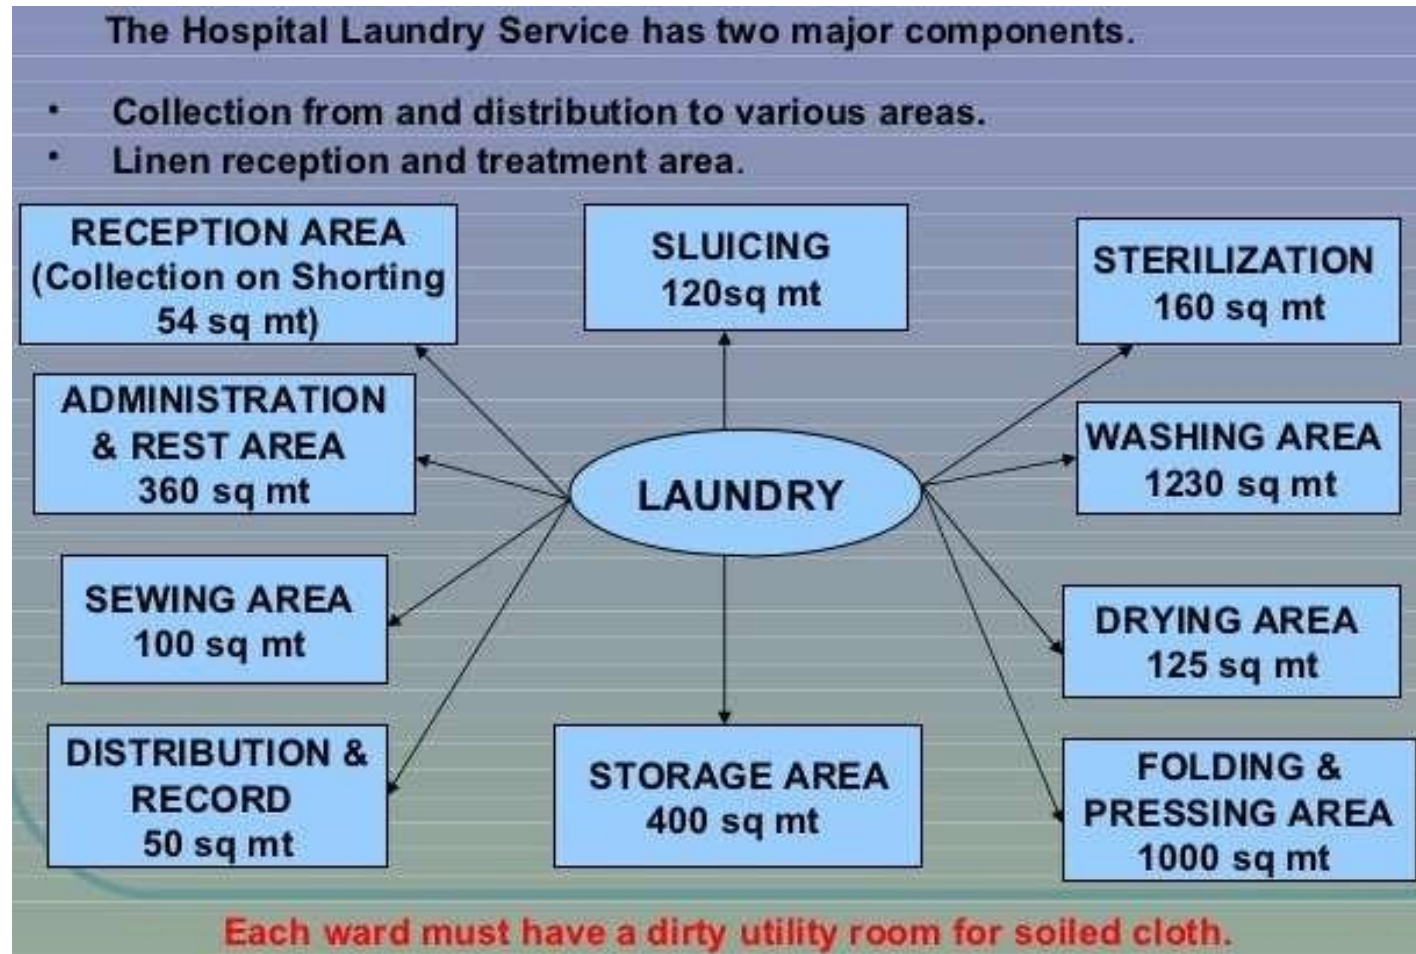 The Hospital Laundry Service has two major components.
• Collection from and distribution to various areas.
• Linen reception and treatment area.
RECEPTION AREA
(Collection on Shorting
54 sq mt)
SLUICING
120sq mt
STERILIZATION
160 sq mt
ADMINISTRATION
& REST AREA
360 sq mt
LAUNDRY
WASHING AREA
1230 sq mt
SEWING AREA
100 sq mt
DRYING AREA
125 sq mt
DISTRIBUTION &
RECORD
50 sq mt
STORAGE AREA
400 sq mt
FOLDING &
PRESSING AREA
1000 sq mt
Each ward must have a dirty utility room for soiled cloth.